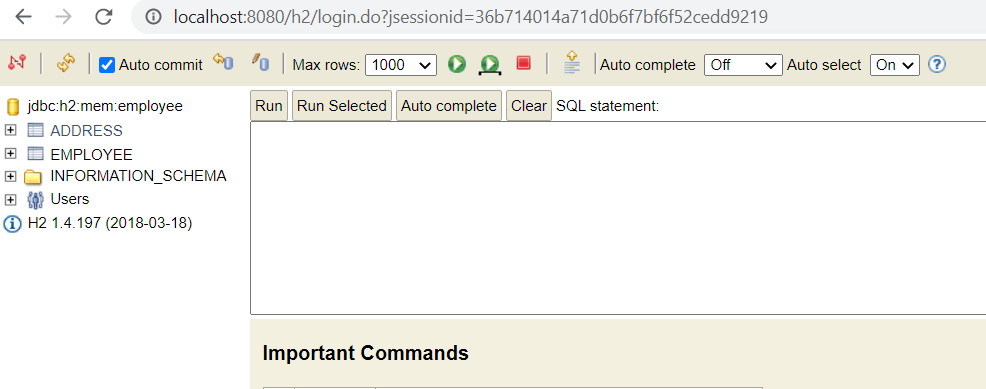 localhost:8080/h2/login.do?jsessionid=36b714014a71d0b6f7bf6f52cedd9219
Auto commit Max rows: 1000 Auto complete Off Auto select On ?
jdbc:h2:mem:employee
ADDRESS
EMPLOYEE
INFORMATION_SCHEMA
Users
H2 1.4.197 (2018-03-18)
Run Run Selected Auto complete Clear SQL statement:
Important Commands